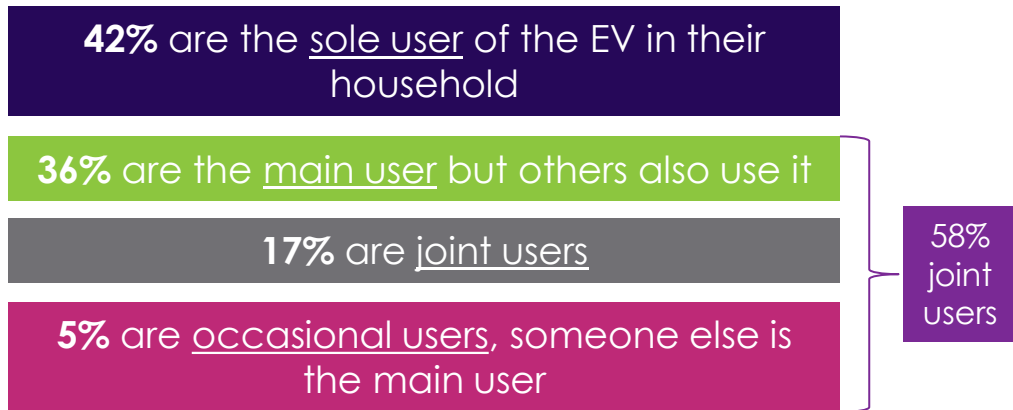 42% are the sole user of the EV in their
household
36% are the main user but others also use it
17% are joint users
5% are occasional users, someone else is
the main user
58%
joint
users